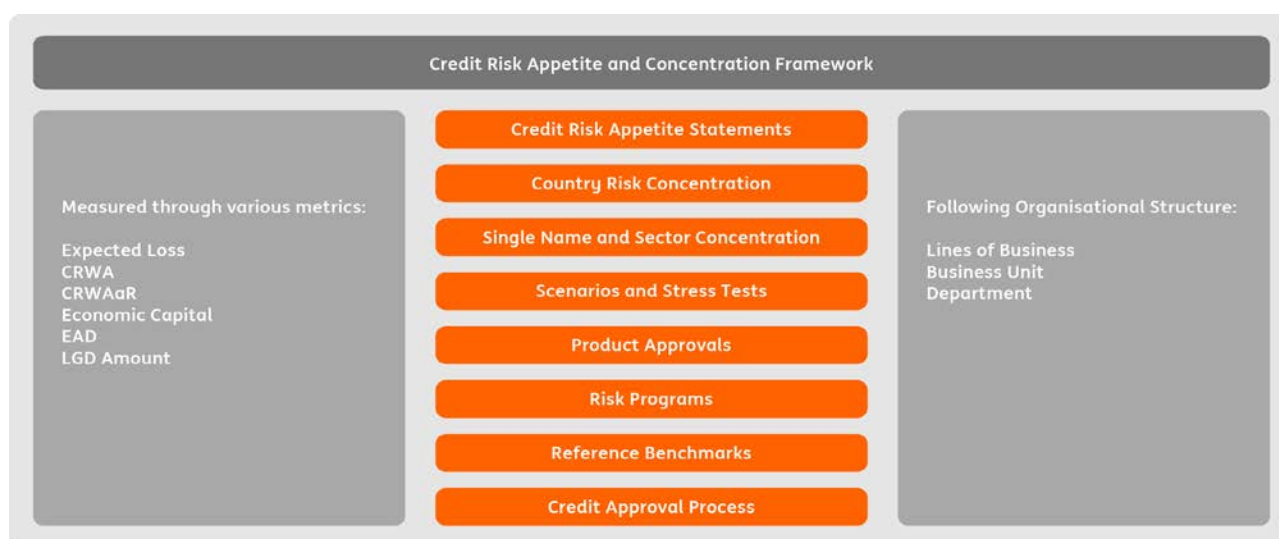 Credit Risk Appetite and Concentration Framework
Measured through various metrics:
Expected Loss
CRWA
CRWAaR
Economic Capital
EAD
LGD Amount
Credit Risk Appetite Statements
Country Risk Concentration
Single Name and Sector Concentration
Scenarios and Stress Tests
Product Approvals
Risk Programs
Reference Benchmarks
Credit Approval Process
Following Organisational Structure:
Lines of Business
Business Unit
Department